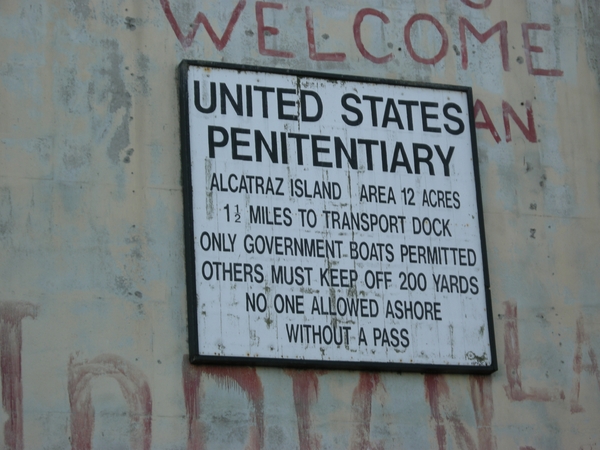 WELCOME
UNITED STATES
PENITENTIARY
ALCATRAZ ISLAND AREA 12 ACRES
1½ MILES TO TRANSPORT DOCK
ONLY GOVERNMENT BOATS PERMITTED
OTHERS MUST KEEP OFF 200 YARDS
NO ONE ALLOWED ASHORE
WITHOUT A PASS